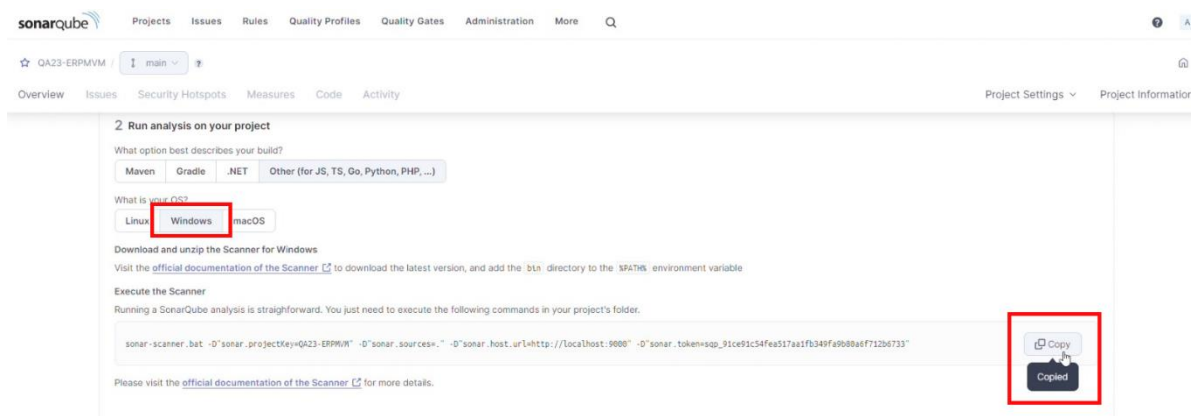 sonarqube Projects Issues Rules Quality Profiles Quality Gates Administration More A
QA23-ERPMVM / main
Overview Issues Security Hotspots Measures Code Activity Project Settings Project Information
2 Run analysis on your project
What option best describes your build?
Maven Gradle .NET Other (for JS, TS, Go, Python, PHP, ...)
What is your OS?
Linux Windows macOS
Download and unzip the Scanner for Windows
Visit the official documentation of the Scanner to download the latest version, and add the bin directory to the %PATH% environment variable
Execute the Scanner
Running a SonarQube analysis is straighforward. You just need to execute the following commands in your project's folder.
sonar-scanner.bat -D"sonar.projectKey=QA23-ERPMVM" -D"sonar.sources=." -D"sonar.host.url=http://localhost:9000"
Copy
Copied
Please visit the official documentation of the Scanner for more details.